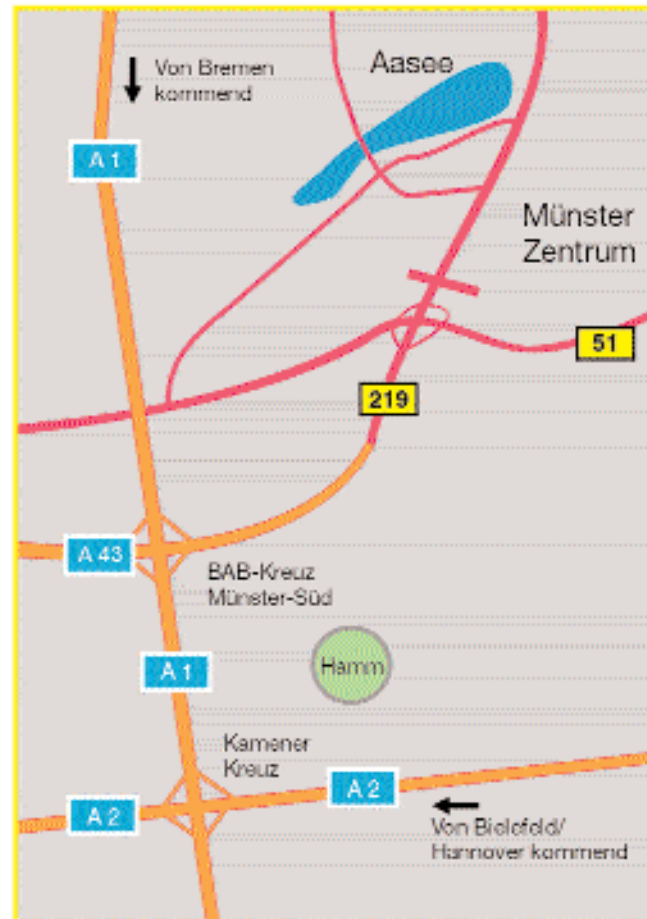 Von Bremen
kommend
Aasee
A 1
Münster
Zentrum
51
219
A 43
BAB-Kreuz
Münster-Süd
Hamm
A 1
Kamener
Kreuz
A 2
A 2
Von Bielefeld/
Hannover kommend